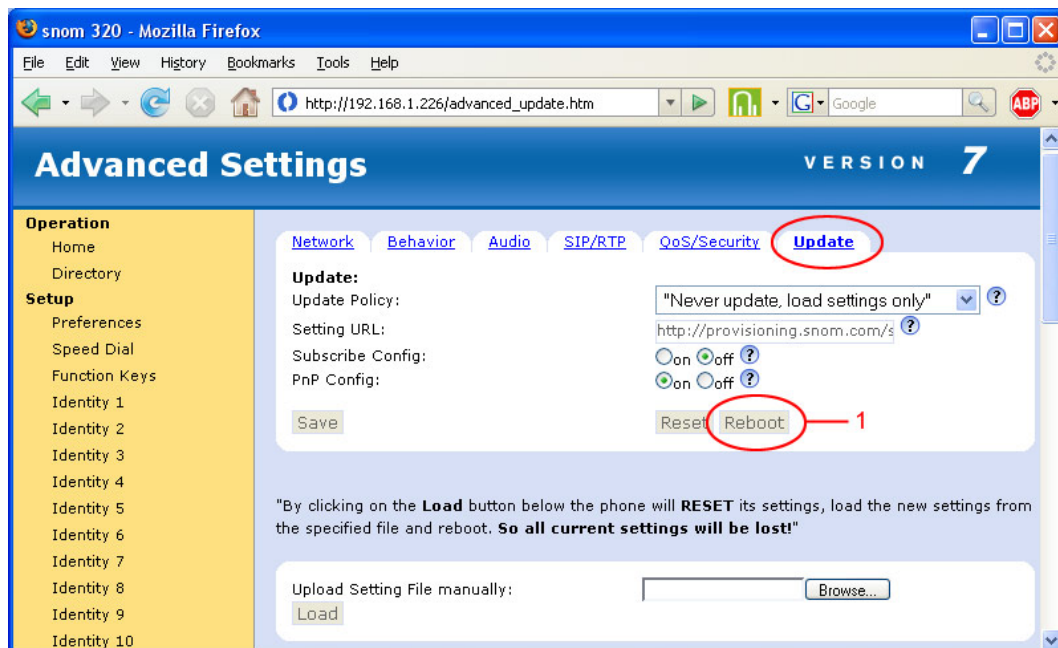 snom 320 - Mozilla Firefox
File Edit View History Bookmarks Tools Help
http://192.168.1.226/advanced_update.htm G Google ABP
Advanced Settings VERSION 7
Operation
Home
Directory
Setup
Preferences
Speed Dial
Function Keys
Identity 1
Identity 2
Identity 3
Identity 4
Identity 5
Identity 6
Identity 7
Identity 8
Identity 9
Identity 10
Network Behavior Audio SIP/RTP QoS/Security Update
Update:
Update Policy: "Never update, load settings only" ?
Setting URL: http://provisioning.snom.com/s ?
Subscribe Config: on off ?
PnP Config: on off ?
Save Reset Reboot 1
"By clicking on the Load button below the phone will RESET its settings, load the new settings from
the specified file and reboot. So all current settings will be lost!"
Upload Setting File manually: Browse...
Load